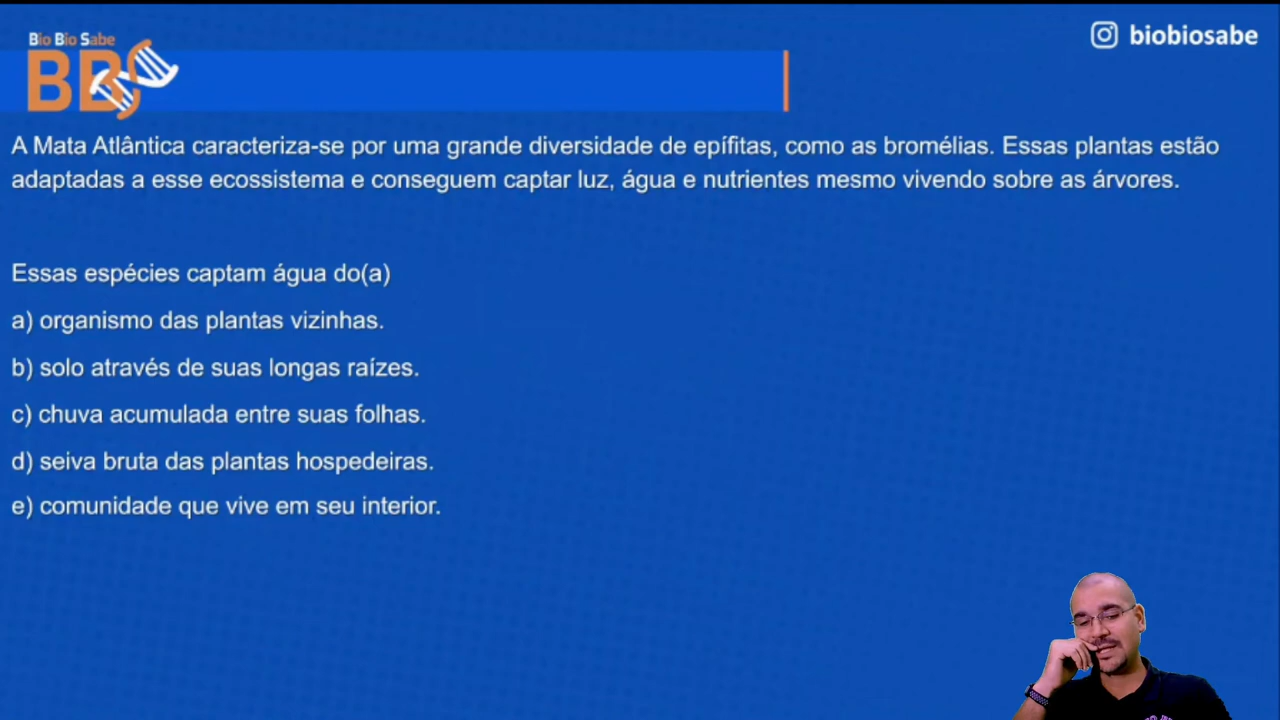 Bio Bio Sabe
BBS
biobiosabe
A Mata Atlântica caracteriza-se por uma grande diversidade de epífitas, como as bromélias. Essas plantas estão
adaptadas a esse ecossistema e conseguem captar luz, água e nutrientes mesmo vivendo sobre as árvores.
Essas espécies captam água do(a)
a) organismo das plantas vizinhas.
b) solo através de suas longas raízes.
c) chuva acumulada entre suas folhas.
d) seiva bruta das plantas hospedeiras.
e) comunidade que vive em seu interior.